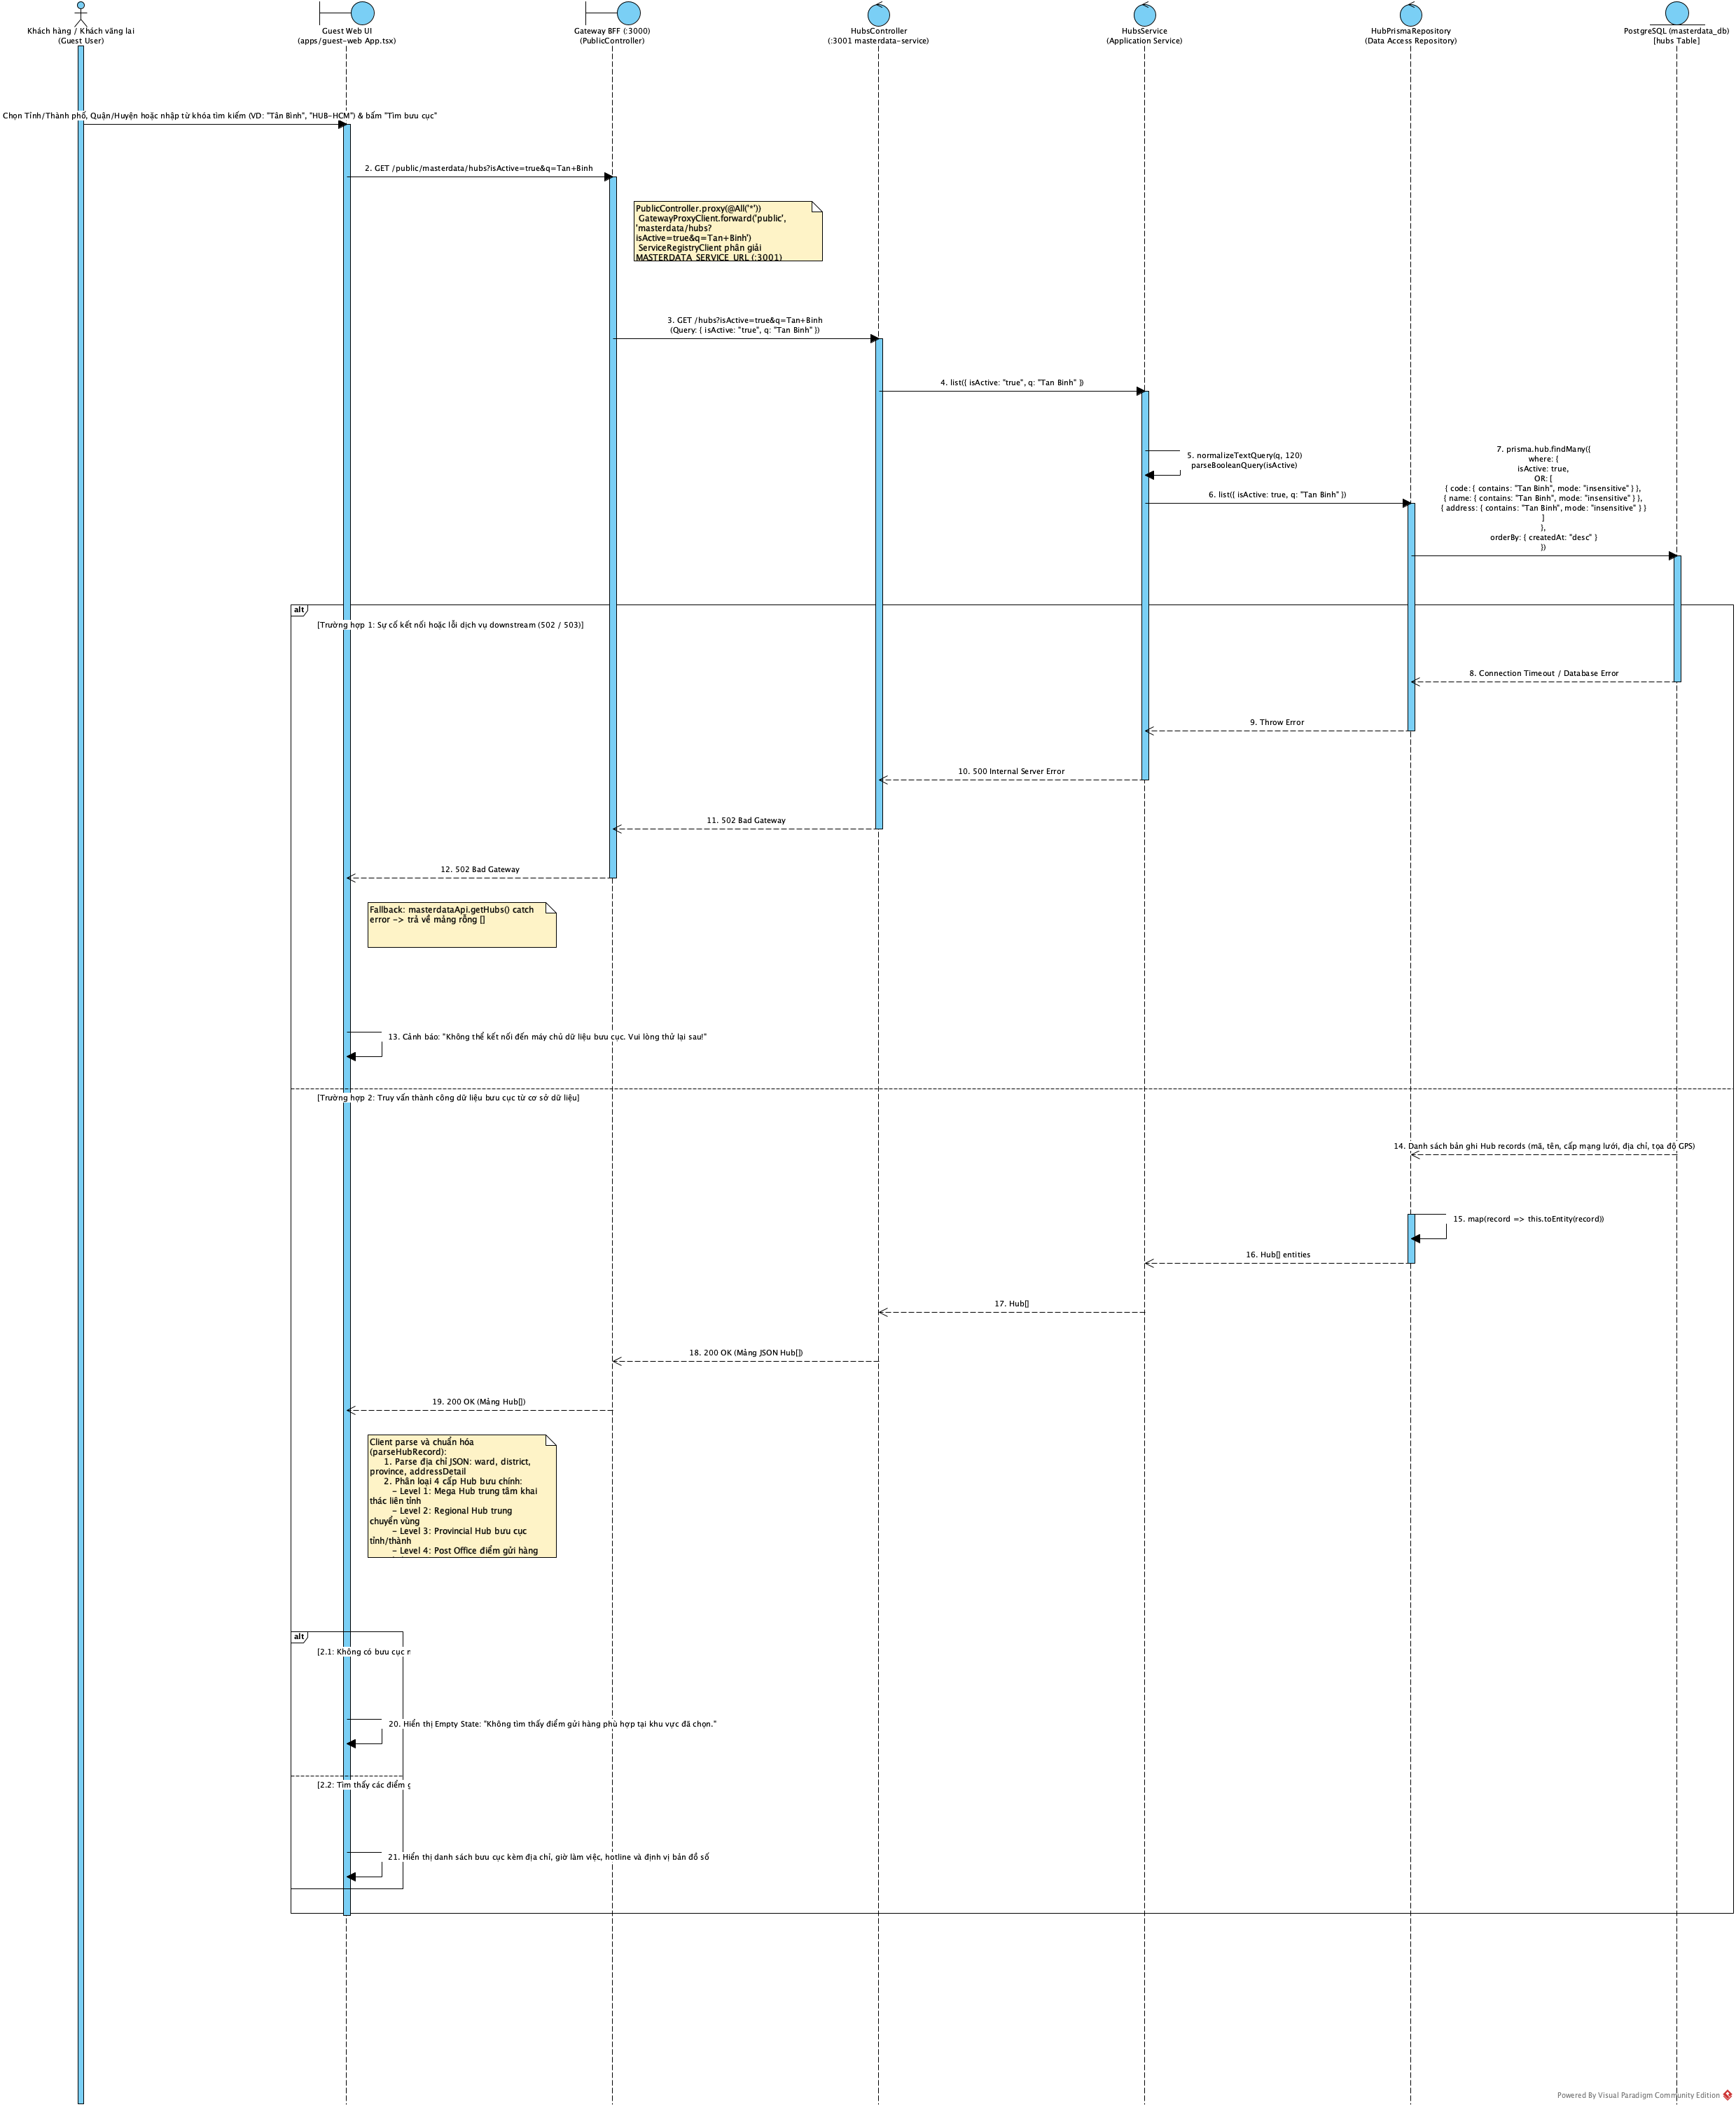 Khách hàng / Khách vãng lai
(Guest User)
Guest Web UI
(apps/guest-web App.tsx)
Gateway BFF (:3000)
(PublicController)
HubsController
(:3001 masterdata-service)
HubsService
(Application Service)
HubPrismaRepository
(Data Access Repository)
PostgreSQL (masterdata_db)
[hubs Table]
Chọn Tỉnh/Thành phố, Quận/Huyện hoặc nhập từ khóa tìm kiếm (VD: "Tân Bình", "HUB-HCM") & bấm "Tìm bưu cục"
2. GET /public/masterdata/hubs?isActive=true&q=Tan+Binh
PublicController.proxy(@All('*'))
GatewayProxyClient.forward('public',
'masterdata/hubs?
isActive=true&q=Tan+Binh')
ServiceRegistryClient phân giải
MASTERDATA_SERVICE_URL (:3001)
3. GET /hubs?isActive=true&q=Tan+Binh
(Query: { isActive: "true", q: "Tan Binh" })
4. list({ isActive: "true", q: "Tan Binh" })
5. normalizeTextQuery(q, 120)
parseBooleanQuery(isActive)
6. list({ isActive: true, q: "Tan Binh" })
7. prisma.hub.findMany({
where: {
isActive: true,
OR: [
{ code: { contains: "Tan Binh", mode: "insensitive" } },
{ name: { contains: "Tan Binh", mode: "insensitive" } },
{ address: { contains: "Tan Binh", mode: "insensitive" } }
]
},
orderBy: { createdAt: "desc" }
})
alt
[Trường hợp 1: Sự cố kết nối hoặc lỗi dịch vụ downstream (502 / 503)]
8. Connection Timeout / Database Error
9. Throw Error
10. 500 Internal Server Error
11. 502 Bad Gateway
12. 502 Bad Gateway
Fallback: masterdataApi.getHubs() catch
error -> trả về mảng rỗng []
13. Cảnh báo: "Không thể kết nối đến máy chủ dữ liệu bưu cục. Vui lòng thử lại sau!"
[Trường hợp 2: Truy vấn thành công dữ liệu bưu cục từ cơ sở dữ liệu]
14. Danh sách bản ghi Hub records (mã, tên, cấp mạng lưới, địa chỉ, tọa độ GPS)
15. map(record => this.toEntity(record))
16. Hub[] entities
17. Hub[]
18. 200 OK (Mảng JSON Hub[])
19. 200 OK (Mảng Hub[])
Client parse và chuẩn hóa
(parseHubRecord):
1. Parse địa chỉ JSON: ward, district,
province, addressDetail
2. Phân loại 4 cấp Hub bưu chính:
- Level 1: Mega Hub trung tâm khai
thác liên tỉnh
- Level 2: Regional Hub trung
chuyển vùng
- Level 3: Provincial Hub bưu cục
tỉnh/thành
- Level 4: Post Office điểm gửi hàng
alt
[2.1: Không có bưu cục
20. Hiển thị Empty State: "Không tìm thấy điểm gửi hàng phù hợp tại khu vực đã chọn."
[2.2: Tìm thấy các điểm
21. Hiển thị danh sách bưu cục kèm địa chỉ, giờ làm việc, hotline và định vị bản đồ số
Powered By Visual Paradigm Community Edition